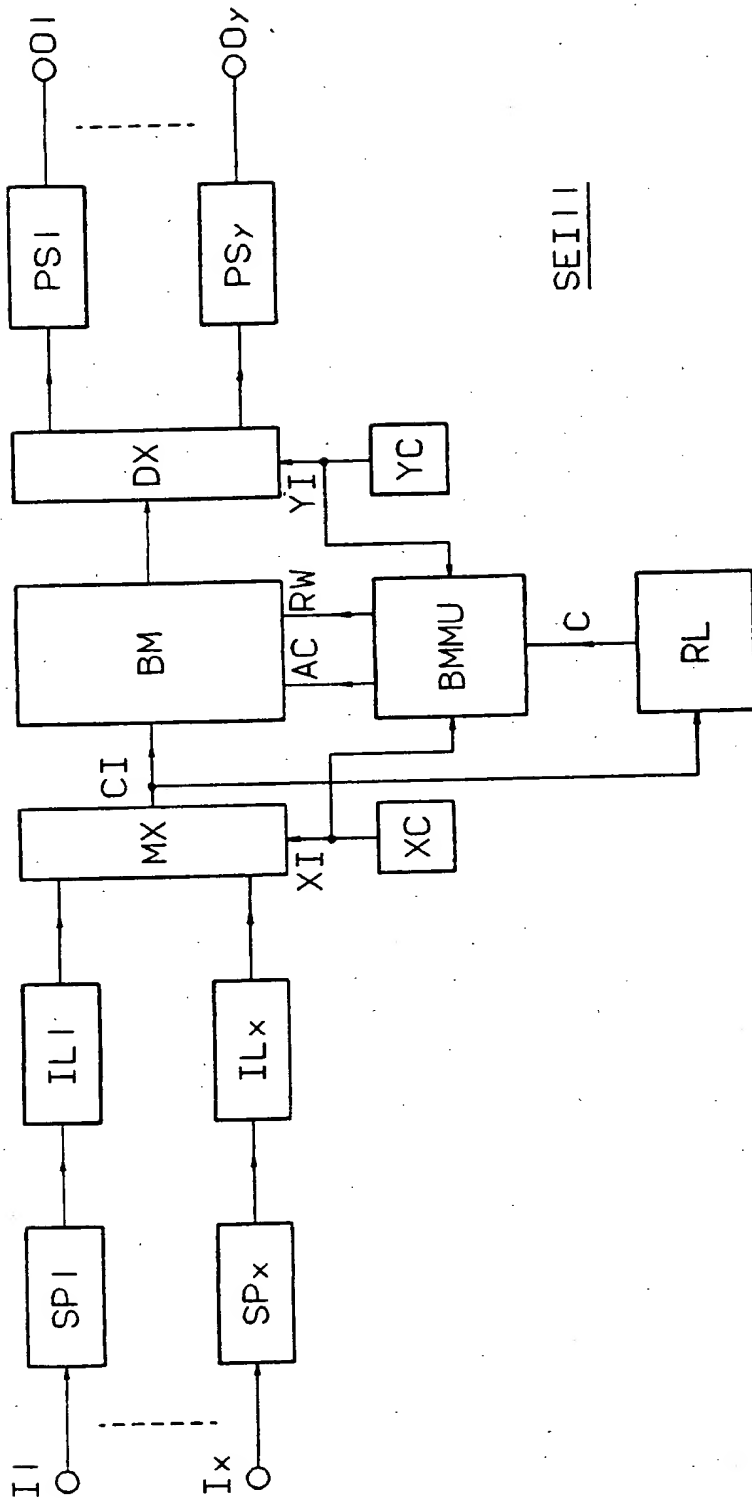 I1
SP1
IL1
PS1
O1
Ix
SPx
ILx
MX
CI
BM
DX
PSy
Oy
XI
XC
AC
RW
YI
YC
BMMU
C
RL
SE111